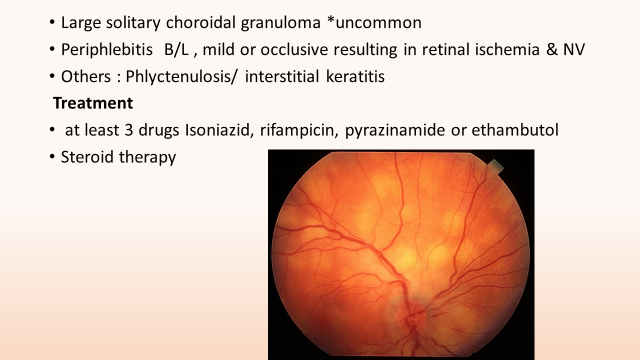 • Large solitary choroidal granuloma *uncommon
• Periphlebitis B/L , mild or occlusive resulting in retinal ischemia & NV
• Others : Phlyctenulosis/ interstitial keratitis
Treatment
• at least 3 drugs Isoniazid, rifampicin, pyrazinamide or ethambutol
• Steroid therapy